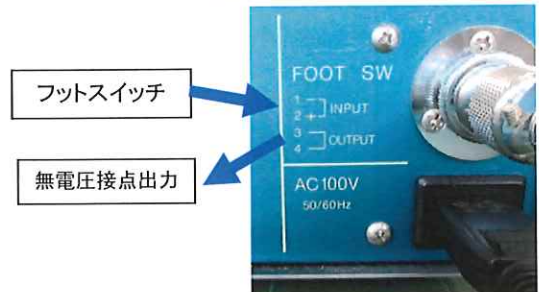 フットスイッチ
無電圧接点出力
FOOT SW
1 -
2 + INPUT
3
4 OUTPUT
AC100V
50/60Hz